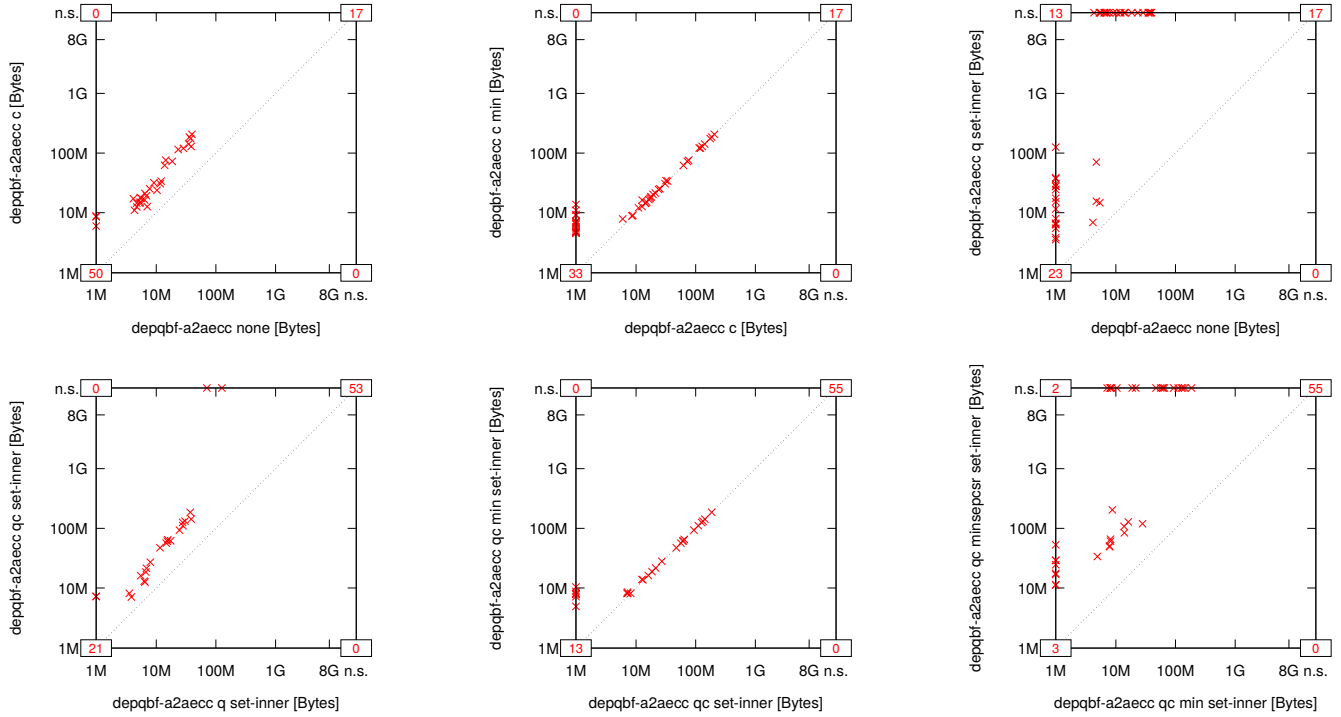 depqbf-a2aecc c [Bytes]
n.s.
8G
1G
100M
10M
1M
0
17
50
0
1M 10M 100M 1G 8G n.s.
depqbf-a2aecc none [Bytes]
depqbf-a2aecc c min [Bytes]
n.s.
8G
1G
100M
10M
1M
0
17
33
0
1M 10M 100M 1G 8G n.s.
depqbf-a2aecc c [Bytes]
depqbf-a2aecc q set-inner [Bytes]
n.s.
8G
1G
100M
10M
1M
13
17
23
0
1M 10M 100M 1G 8G n.s.
depqbf-a2aecc none [Bytes]
depqbf-a2aecc qc set-inner [Bytes]
n.s.
8G
1G
100M
10M
1M
0
53
21
0
1M 10M 100M 1G 8G n.s.
depqbf-a2aecc q set-inner [Bytes]
depqbf-a2aecc qc min set-inner [Bytes]
n.s.
8G
1G
100M
10M
1M
0
55
13
0
1M 10M 100M 1G 8G n.s.
depqbf-a2aecc qc set-inner [Bytes]
depqbf-a2aecc qc minsepcsr set-inner [Bytes]
n.s.
8G
1G
100M
10M
1M
2
55
3
0
1M 10M 100M 1G 8G n.s.
depqbf-a2aecc qc min set-inner [Bytes]